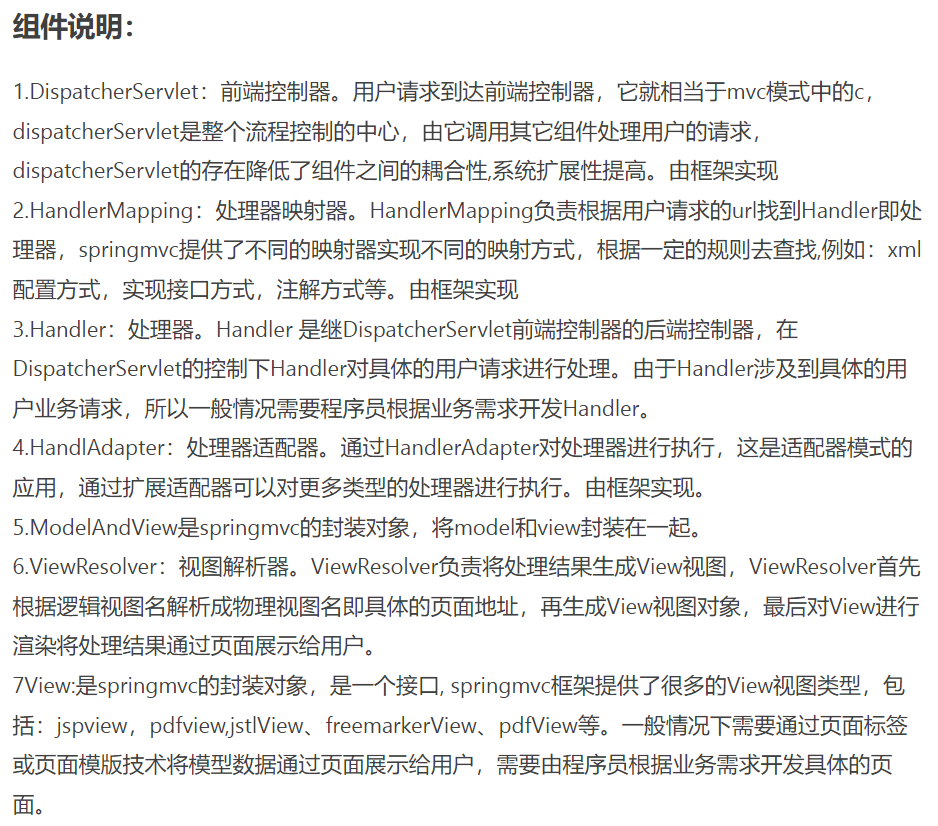 组件说明：
1.DispatcherServlet：前端控制器。用户请求到达前端控制器，它就相当于mvc模式中的c，
dispatcherServlet是整个流程控制的中心，由它调用其它组件处理用户的请求，
dispatcherServlet的存在降低了组件之间的耦合性,系统扩展性提高。由框架实现
2.HandlerMapping：处理器映射器。HandlerMapping负责根据用户请求的url找到Handler即处
理器，springmvc提供了不同的映射器实现不同的映射方式，根据一定的规则去查找,例如：xml
配置方式，实现接口方式，注解方式等。由框架实现
3.Handler：处理器。Handler 是继DispatcherServlet前端控制器的后端控制器，在
DispatcherServlet的控制下Handler对具体的用户请求进行处理。由于Handler涉及到具体的用
户业务请求，所以一般情况需要程序员根据业务需求开发Handler。
4.HandlAdapter：处理器适配器。通过HandlerAdapter对处理器进行执行，这是适配器模式的
应用，通过扩展适配器可以对更多类型的处理器进行执行。由框架实现。
5.ModelAndView是springmvc的封装对象，将model和view封装在一起。
6.ViewResolver：视图解析器。ViewResolver负责将处理结果生成View视图，ViewResolver首先
根据逻辑视图名解析成物理视图名即具体的页面地址，再生成View视图对象，最后对View进行
渲染将处理结果通过页面展示给用户。
7View:是springmvc的封装对象，是一个接口, springmvc框架提供了很多的View视图类型，包
括：jspview，pdfview,jstlView、freemarkerView、pdfView等。一般情况下需要通过页面标签
或页面模版技术将模型数据通过页面展示给用户，需要由程序员根据业务需求开发具体的页
面。